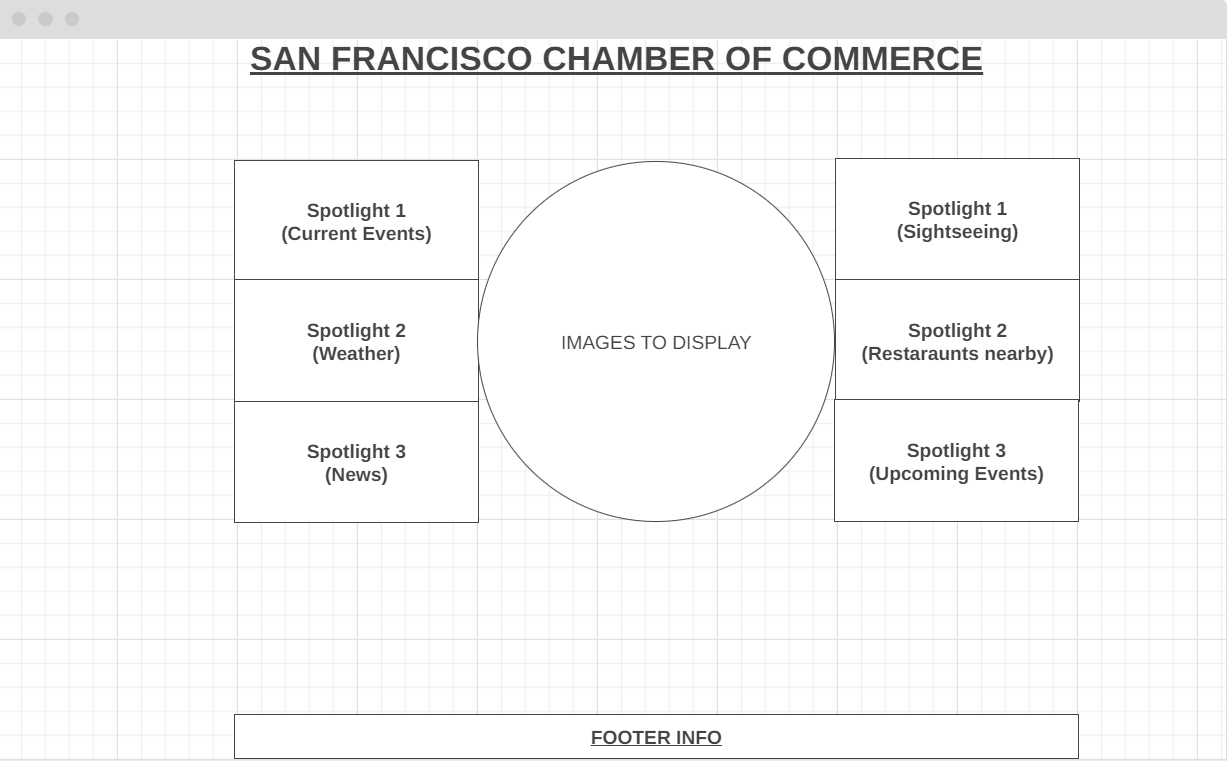 SAN FRANCISCO CHAMBER OF COMMERCE
Spotlight 1
(Current Events)
Spotlight 2
(Weather)
Spotlight 3
(News)
IMAGES TO DISPLAY
Spotlight 1
(Sightseeing)
Spotlight 2
(Restaraunts nearby)
Spotlight 3
(Upcoming Events)
FOOTER INFO